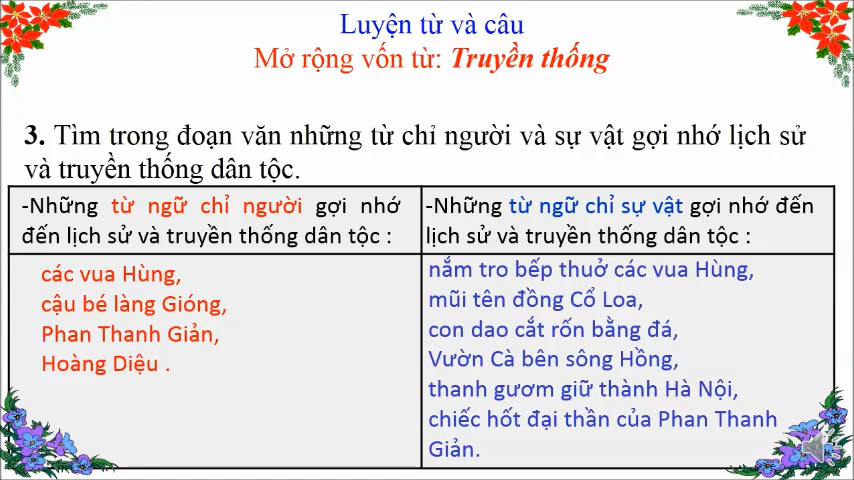 Luyện từ và câu
Mở rộng vốn từ: Truyền thống
3. Tìm trong đoạn văn những từ chỉ người và sự vật gợi nhớ lịch sử
và truyền thống dân tộc.
-Những từ ngữ chỉ người gợi nhớ
đến lịch sử và truyền thống dân tộc :
các vua Hùng,
cậu bé làng Gióng,
Phan Thanh Giản,
Hoàng Diệu .
-Những từ ngữ chỉ sự vật gợi nhớ đến
lịch sử và truyền thống dân tộc :
nắm tro bếp thuở các vua Hùng,
mũi tên đồng Cổ Loa,
con dao cắt rốn bằng đá,
Vườn Cà bên sông Hồng,
thanh gươm giữ thành Hà Nội,
chiếc hốt đại thần của Phan Thanh
Giản.